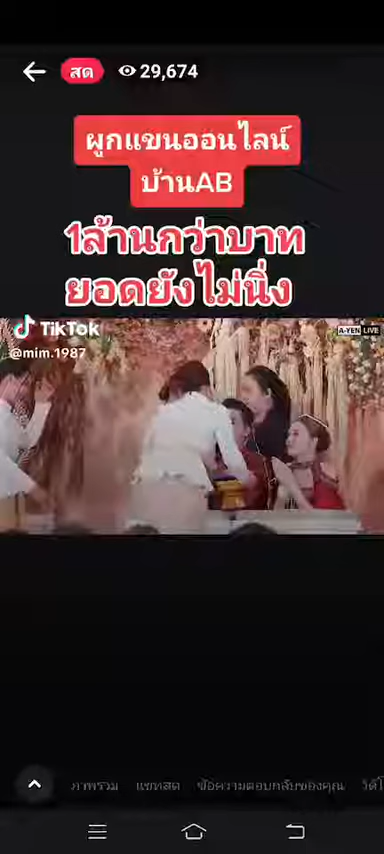 สด
29,674
ผูกแขนออนไลน์
บ้านAB
1ล้านกว่าบาท
ยอดยังไม่นิ่ง
TikTok
@mim.1987
A-YEN LIVE
ภาพรวม แชทสด ข้อความตอบกลับของคุณ